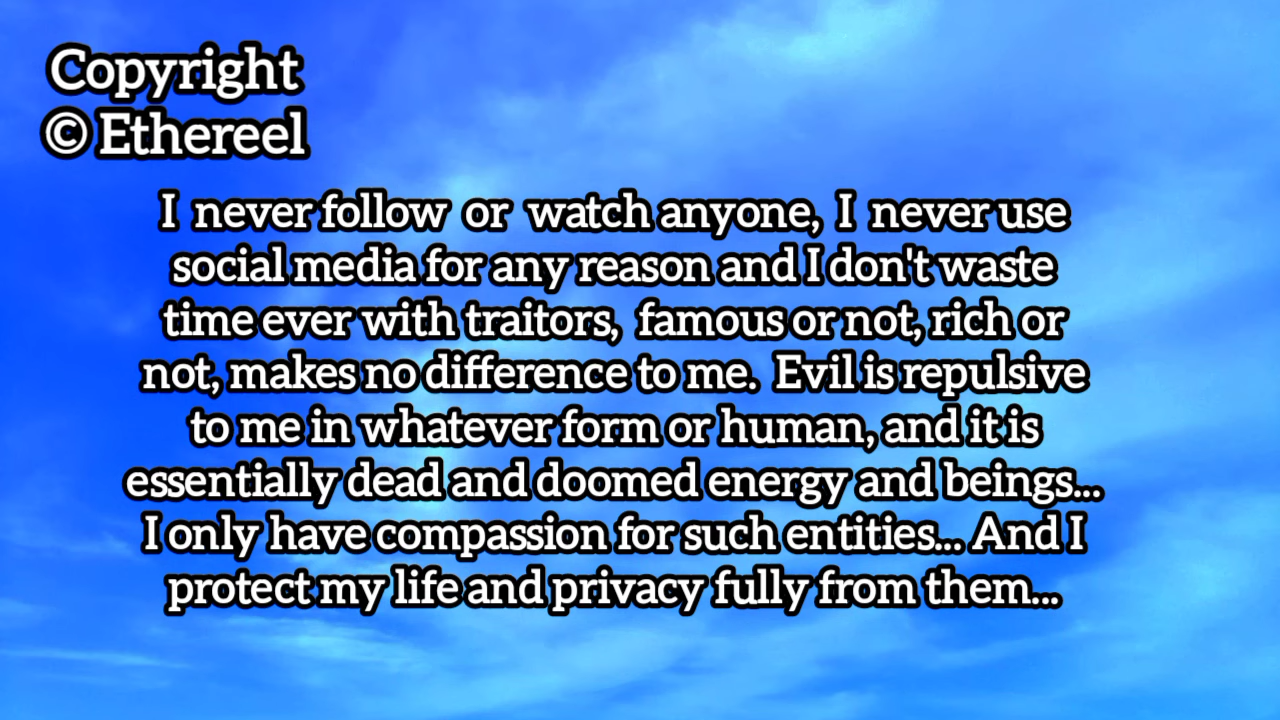 Copyright
© Ethereel
I never follow or watch anyone, I never use
social media for any reason and I don't waste
time ever with traitors, famous or not, rich or
not, makes no difference to me. Evil is repulsive
to me in whatever form or human, and it is
essentially dead and doomed energy and beings...
I only have compassion for such entities... And I
protect my life and privacy fully from them...